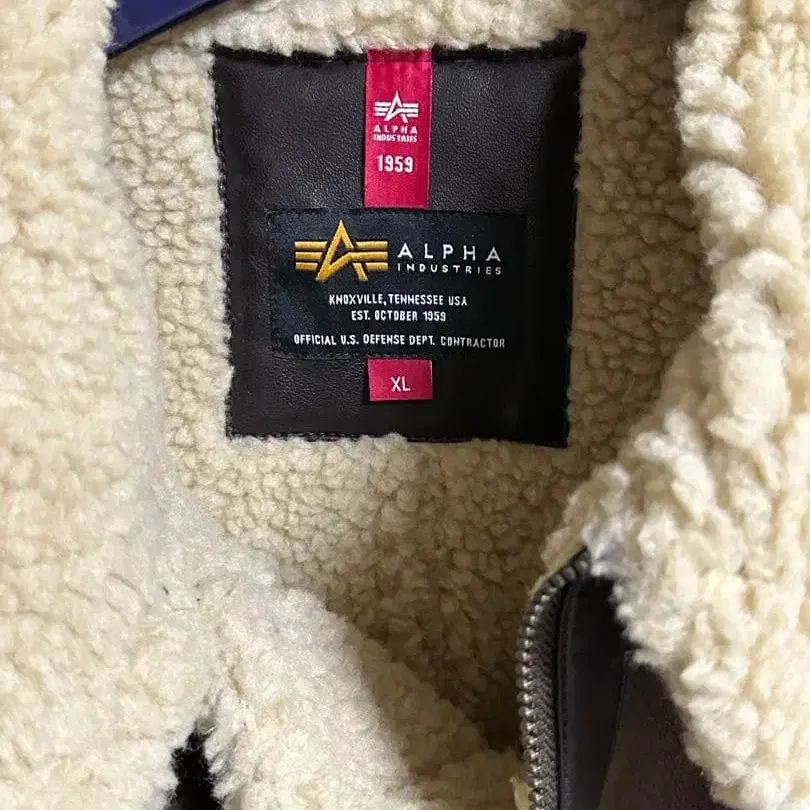 ALPHA
INDUSTRIES
1959
ALPHA
INDUSTRIES
KNOXVILLE, TENNESSEE USA
EST. OCTOBER 1959
OFFICIAL U.S. DEFENSE DEPT. CONTRACTOR
XL